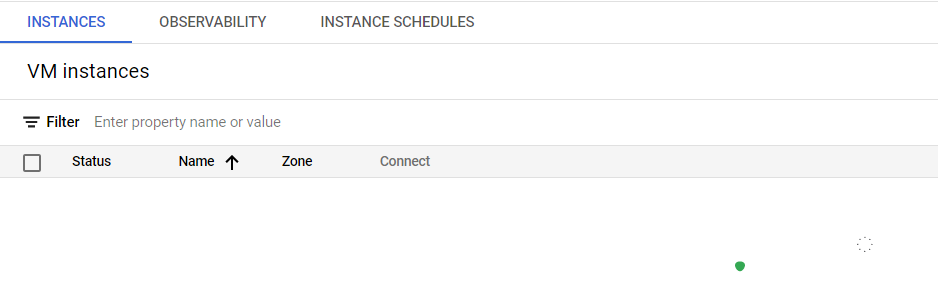 INSTANCES OBSERVABILITY INSTANCE SCHEDULES
VM instances
Filter Enter property name or value
Status Name Zone Connect